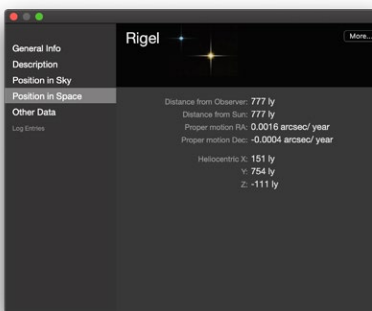 Rigel
More...
General Info
Description
Position in Sky
Position in Space
Other Data
Log Entries
Distance from Observer: 777 ly
Distance from Sun: 777 ly
Proper motion RA: 0.0016 arcsec/ year
Proper motion Dec: -0.0004 arcsec/ year
Heliocentric X: 151 ly
Y: 754 ly
Z: -111 ly